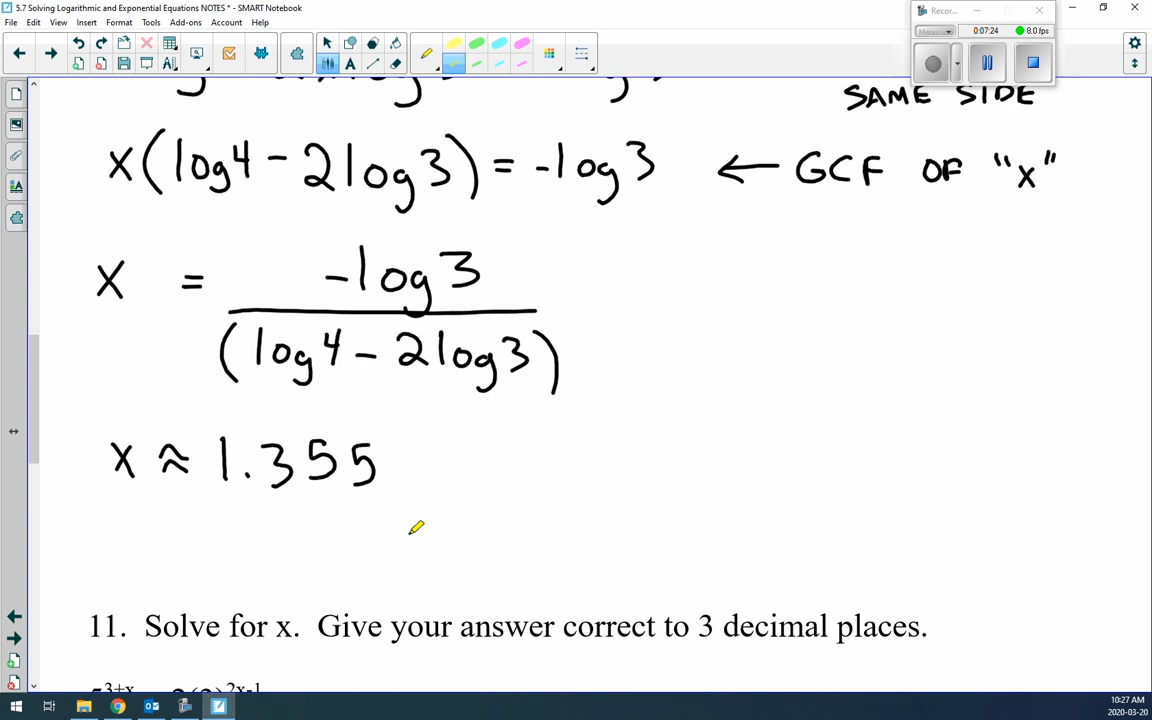 5.7 Solving Logarithmic and Exponential Equations NOTES * - SMART Notebook
File Edit View Insert Format Tools Add-ons Account Help
Recor...
Menu
0:07:24 8.0 fps
SAME SIDE
x(log4 - 2log3) = -log3 ← GCF OF "x"
x = -log3
(log4 - 2log3)
x ≈ 1.355
11. Solve for x. Give your answer correct to 3 decimal places.
10:27 AM
2020-03-20